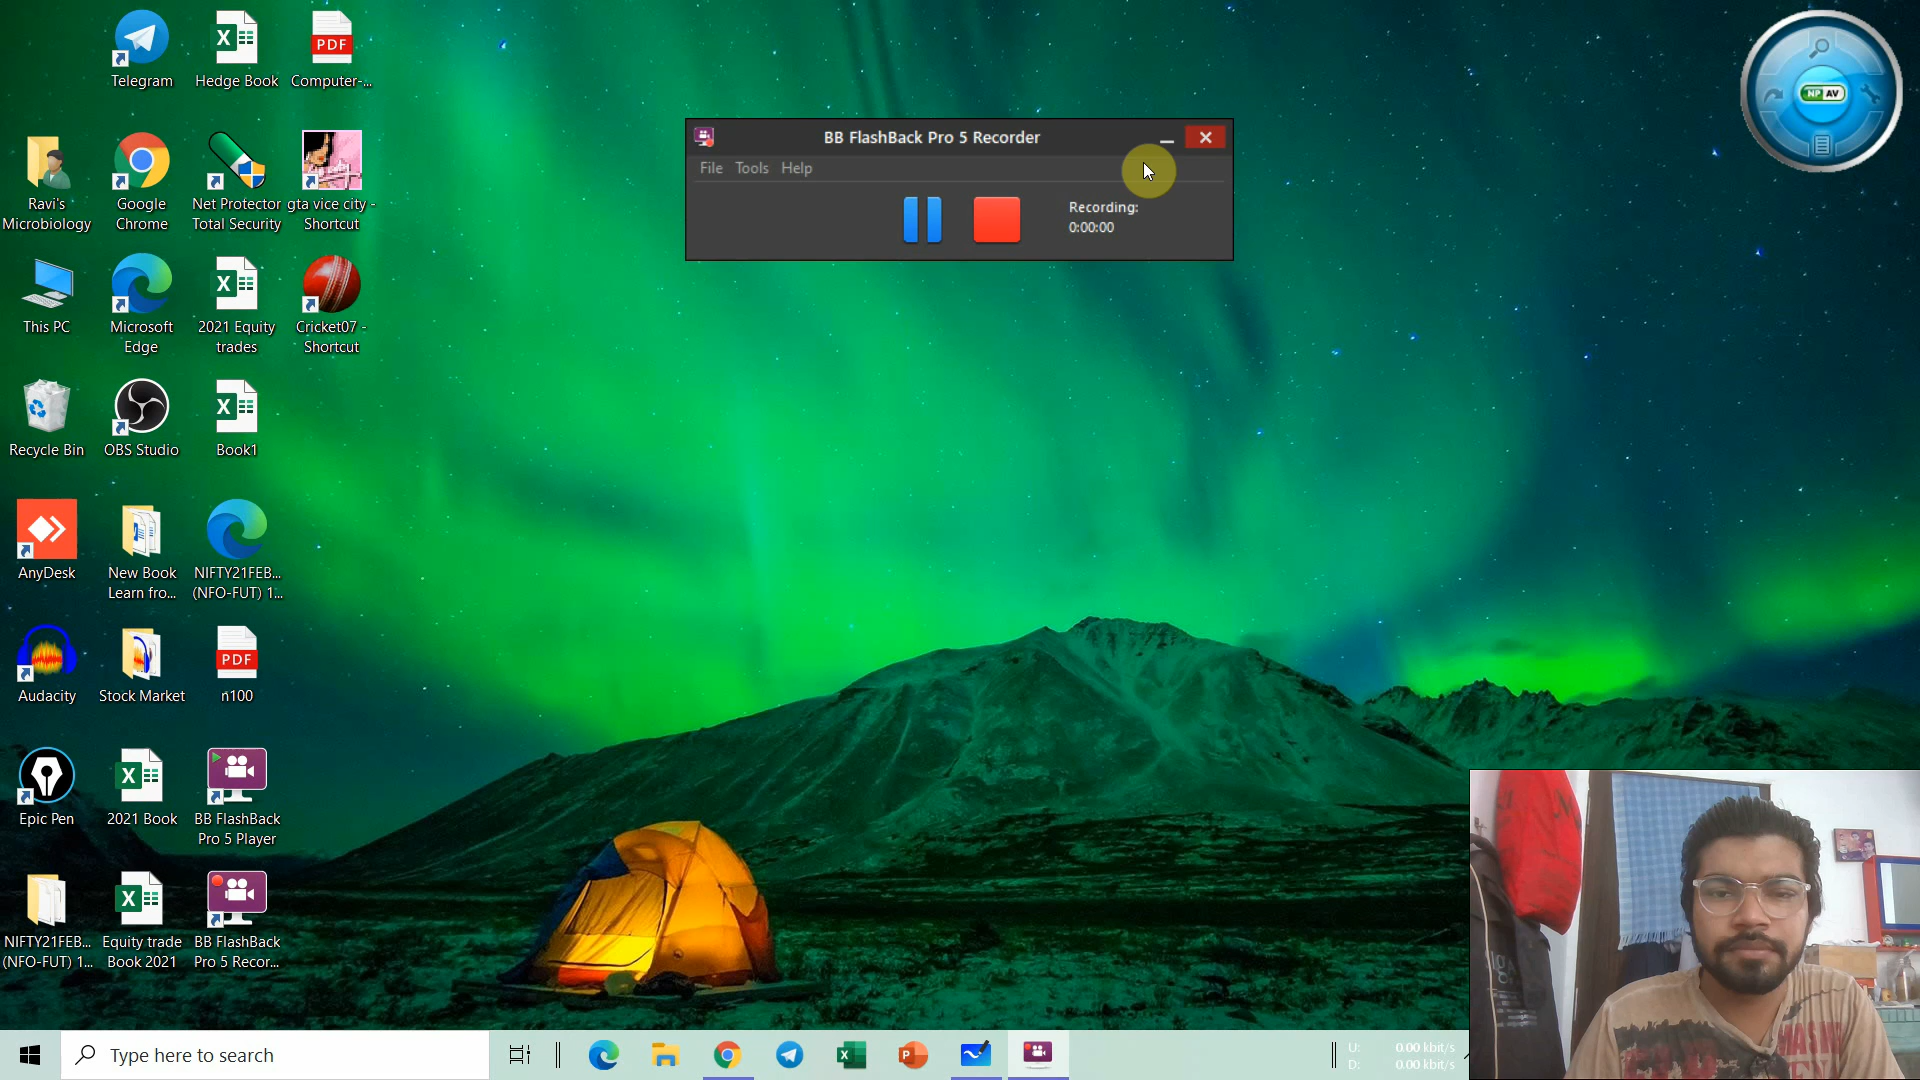 Telegram
Hedge Book
Computer-...
PDF
Ravi's
Microbiology
Google
Chrome
Net Protector
Total Security
gta vice city -
Shortcut
This PC
Microsoft
Edge
2021 Equity
trades
Cricket07 -
Shortcut
Recycle Bin
OBS Studio
Book1
AnyDesk
New Book
Learn fro...
NIFTY21FEB...
(NFO-FUT) 1...
Audacity
Stock Market
PDF
n100
Epic Pen
2021 Book
BB FlashBack
Pro 5 Player
NIFTY21FEB...
(NFO-FUT) 1...
Equity trade
Book 2021
BB FlashBack
Pro 5 Recor...
BB FlashBack Pro 5 Recorder
File Tools Help
Recording:
0:00:00
NP AV
Type here to search
U: 0.00 kbit/s
D: 0.00 kbit/s